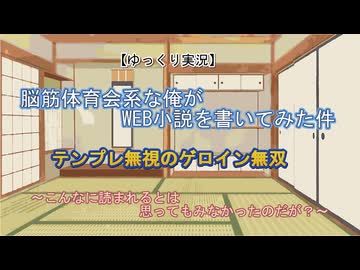 【ゆっくり実況】
脳筋体育会系な俺が
WEB小説を書いてみた件
テンプレ無視のゲロイン無双
～こんなに読まれるとは
思ってもみなかったのだが？～